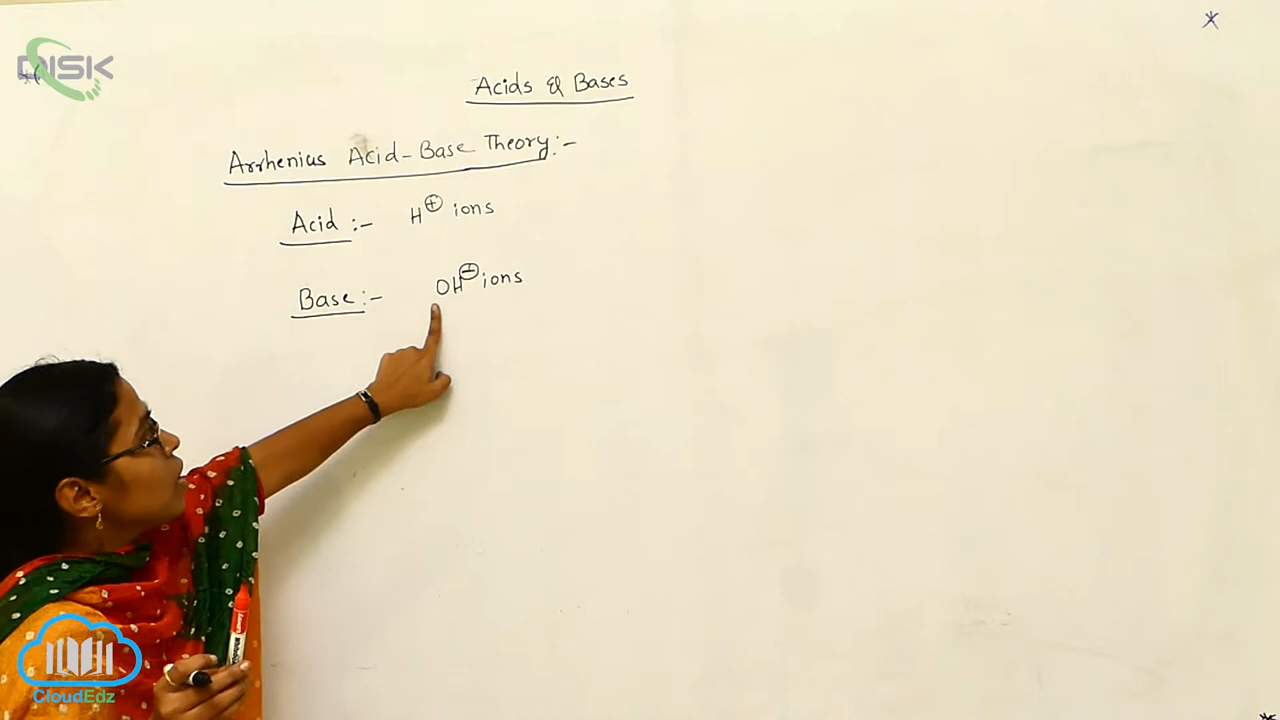 DISK
Acids & Bases
Arrhenius Acid-Base Theory:-
Acid :- H⊕ ions
Base:- OH⊖ ions
CloudEdz